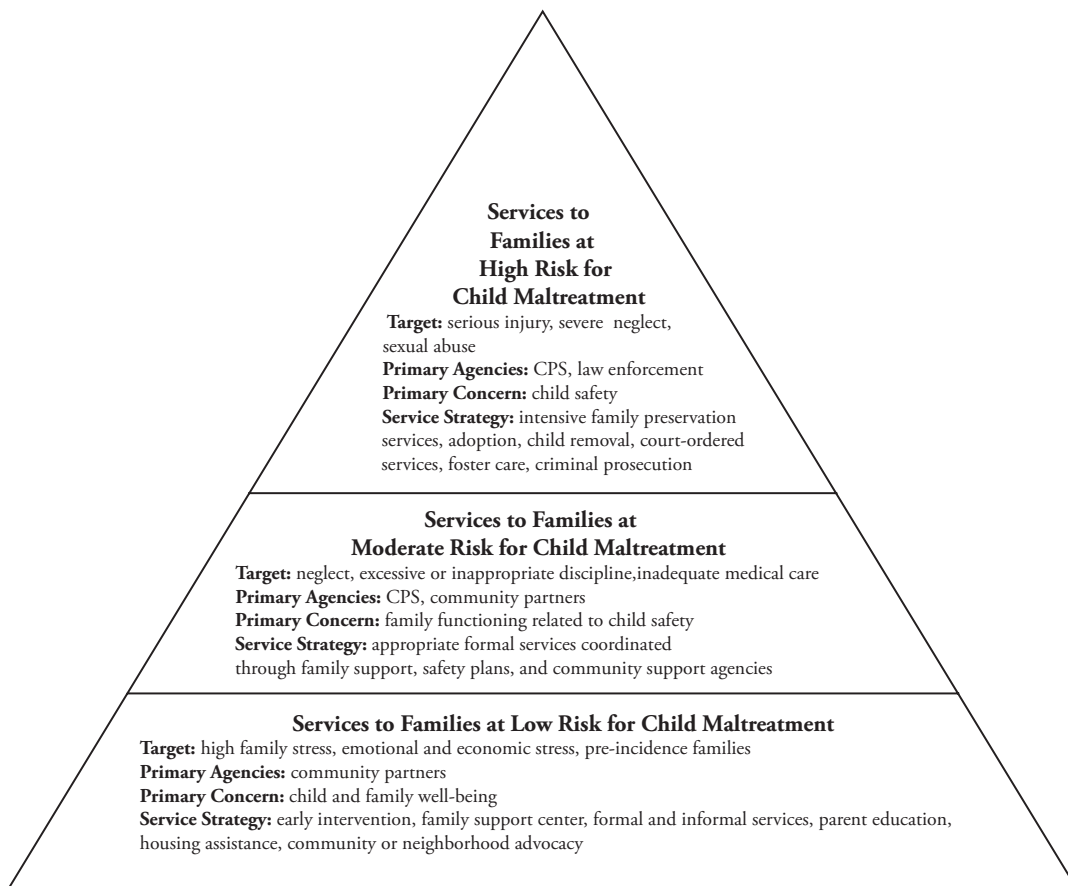 Services to
Families at
High Risk for
Child Maltreatment
Target: serious injury, severe neglect,
sexual abuse
Primary Agencies: CPS, law enforcement
Primary Concern: child safety
Service Strategy: intensive family preservation
services, adoption, child removal, court-ordered
services, foster care, criminal prosecution
Services to Families at
Moderate Risk for Child Maltreatment
Target: neglect, excessive or inappropriate discipline,inadequate medical care
Primary Agencies: CPS, community partners
Primary Concern: family functioning related to child safety
Service Strategy: appropriate formal services coordinated
through family support, safety plans, and community support agencies
Services to Families at Low Risk for Child Maltreatment
Target: high family stress, emotional and economic stress, pre-incidence families
Primary Agencies: community partners
Primary Concern: child and family well-being
Service Strategy: early intervention, family support center, formal and informal services, parent education,
housing assistance, community or neighborhood advocacy